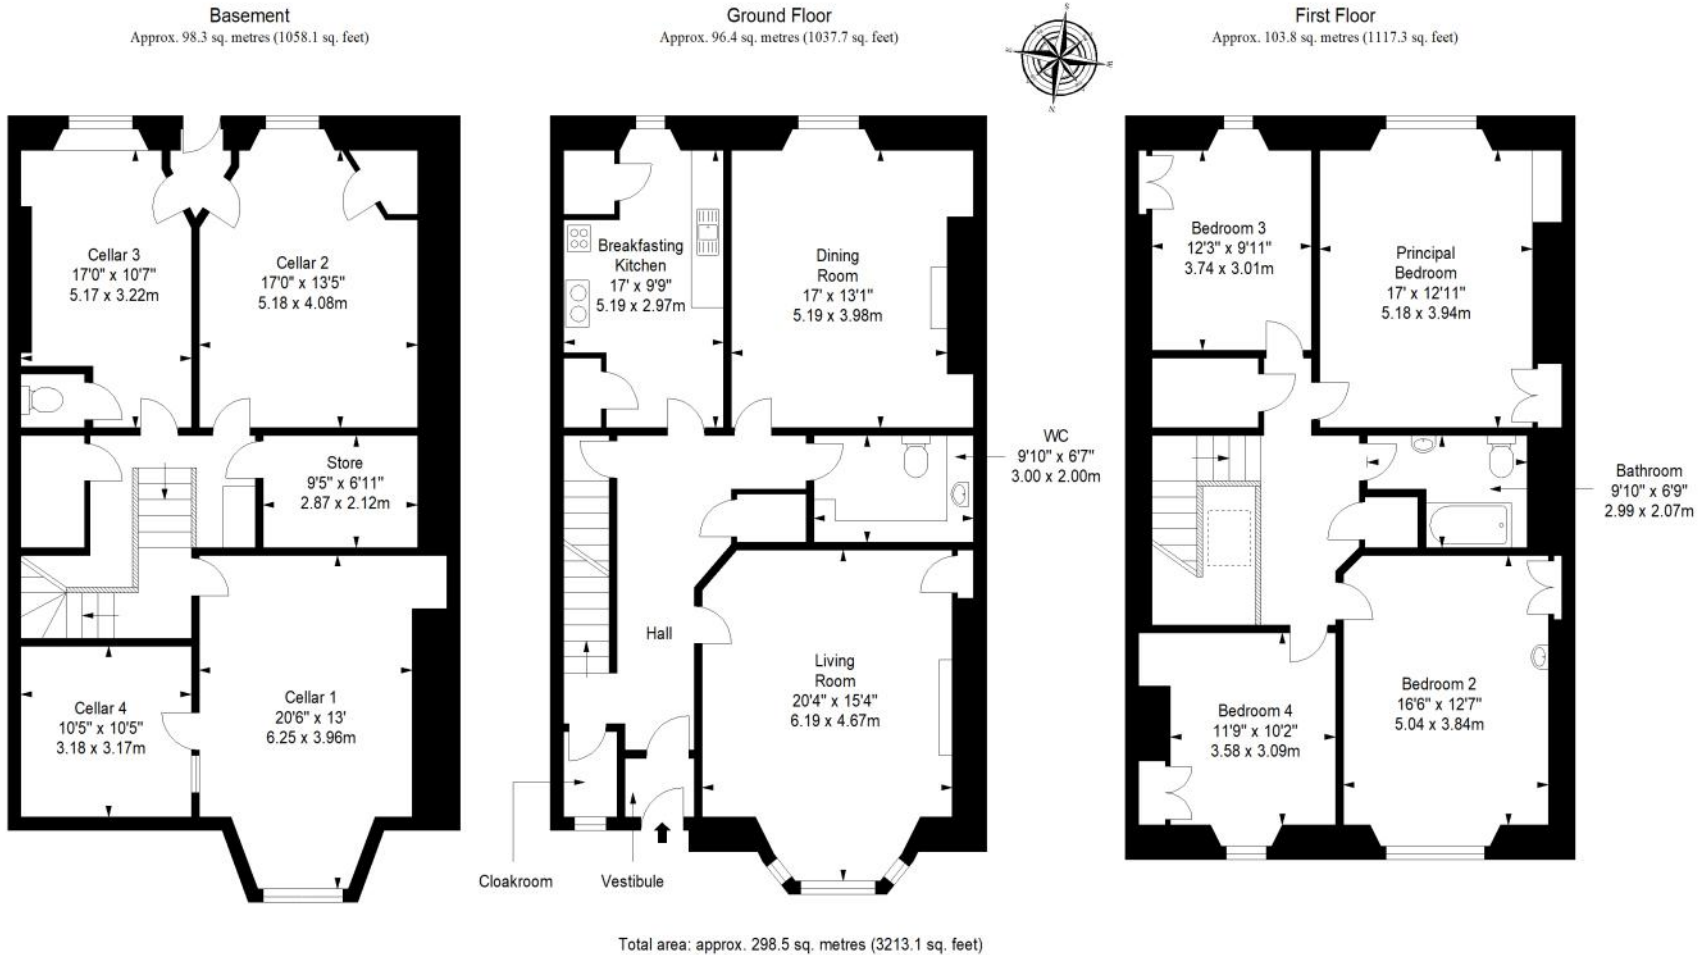 Basement
Approx. 98.3 sq. metres (1058.1 sq. feet)
Ground Floor
Approx. 96.4 sq. metres (1037.7 sq. feet)
First Floor
Approx. 103.8 sq. metres (1117.3 sq. feet)
S
N
Cellar 3
17'0" x 10'7"
5.17 x 3.22m
Cellar 2
17'0" x 13'5"
5.18 x 4.08m
Store
9'5" x 6'11"
2.87 x 2.12m
Cellar 1
20'6" x 13'
6.25 x 3.96m
Cellar 4
10'5" x 10'5"
3.18 x 3.17m
Breakfasting
Kitchen
17' x 9'9"
5.19 x 2.97m
Dining
Room
17' x 13'1"
5.19 x 3.98m
WC
9'10" x 6'7"
3.00 x 2.00m
Hall
Living
Room
20'4" x 15'4"
6.19 x 4.67m
Cloakroom
Vestibule
Bedroom 3
12'3" x 9'11"
3.74 x 3.01m
Principal
Bedroom
17' x 12'11"
5.18 x 3.94m
Bathroom
9'10" x 6'9"
2.99 x 2.07m
Bedroom 2
16'6" x 12'7"
5.04 x 3.84m
Bedroom 4
11'9" x 10'2"
3.58 x 3.09m
Total area: approx. 298.5 sq. metres (3213.1 sq. feet)